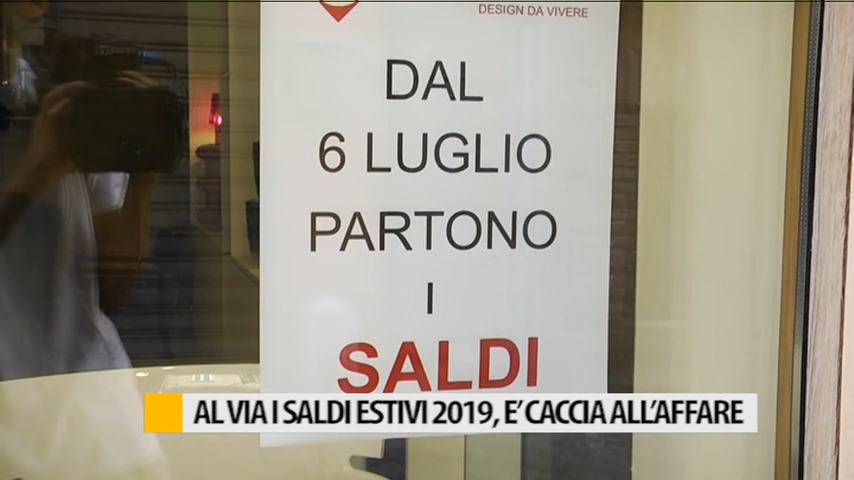 DESIGN DA VIVERE
DAL
6 LUGLIO
PARTONO
I
SALDI
AL VIA I SALDI ESTIVI 2019, E' CACCIA ALL'AFFARE